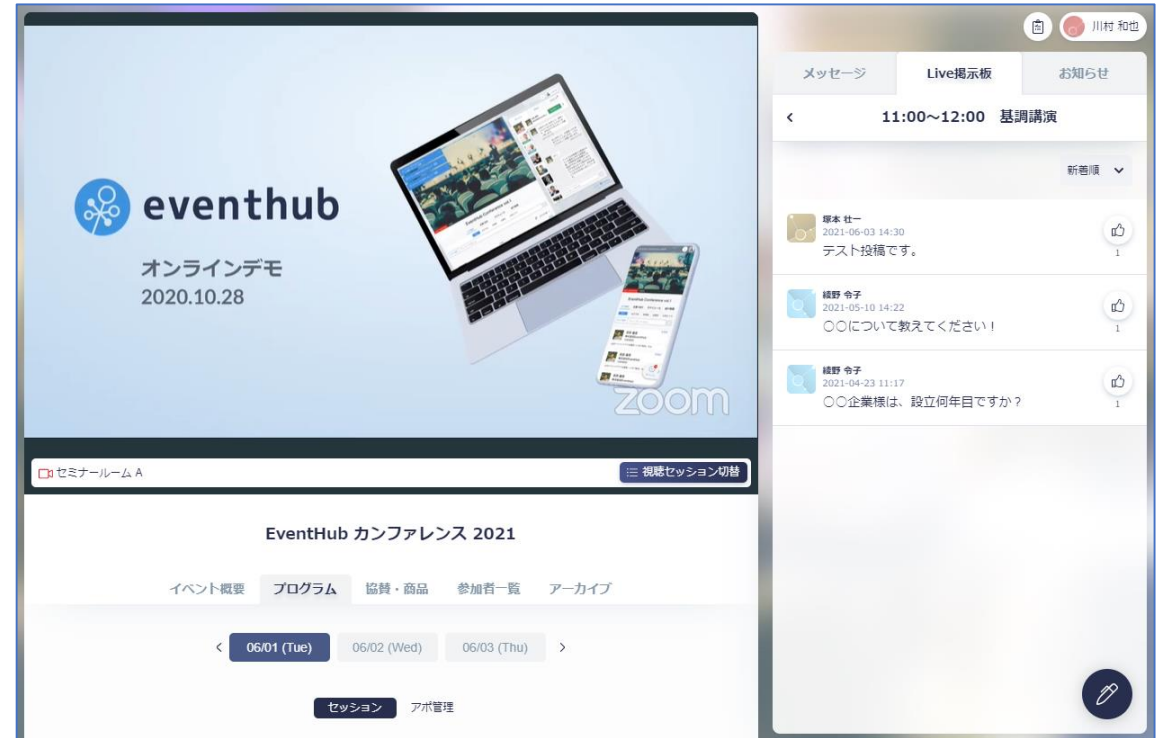 eventhub
オンラインデモ
2020.10.28
zoom
セミナールーム A
視聴セッション切替
EventHub カンファレンス 2021
イベント概要 プログラム 協賛・商品 参加者一覧 アーカイブ
< 06/01 (Tue) 06/02 (Wed) 06/03 (Thu) >
セッション アポ管理
川村 和也
メッセージ Live掲示板 お知らせ
< 11:00～12:00 基調講演
新着順
塚本 壮一
2021-06-03 14:30
テスト投稿です。
1
綾野 令子
2021-05-10 14:22
○○について教えてください！
1
綾野 令子
2021-04-23 11:17
○○企業様は、設立何年目ですか？
1